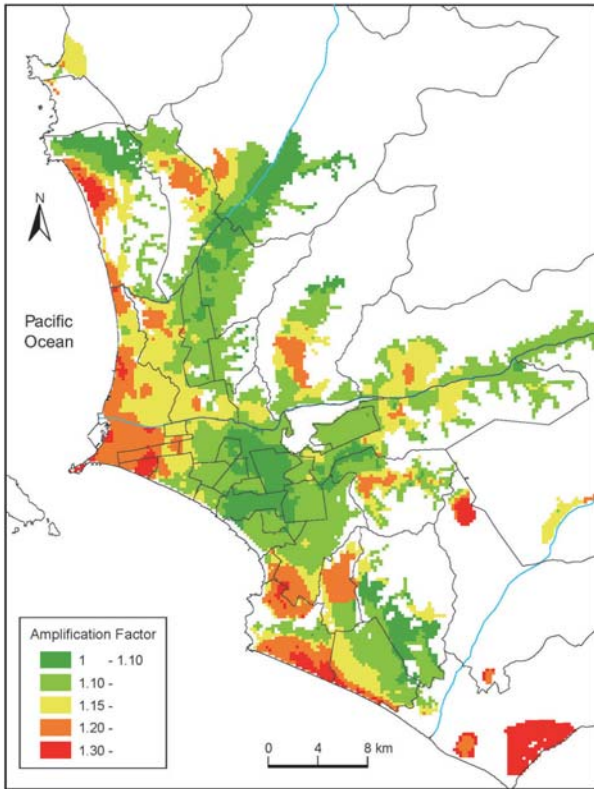 N
Pacific
Ocean
Amplification Factor
1 - 1.10
1.10 -
1.15 -
1.20 -
1.30 -
0 4 8 km